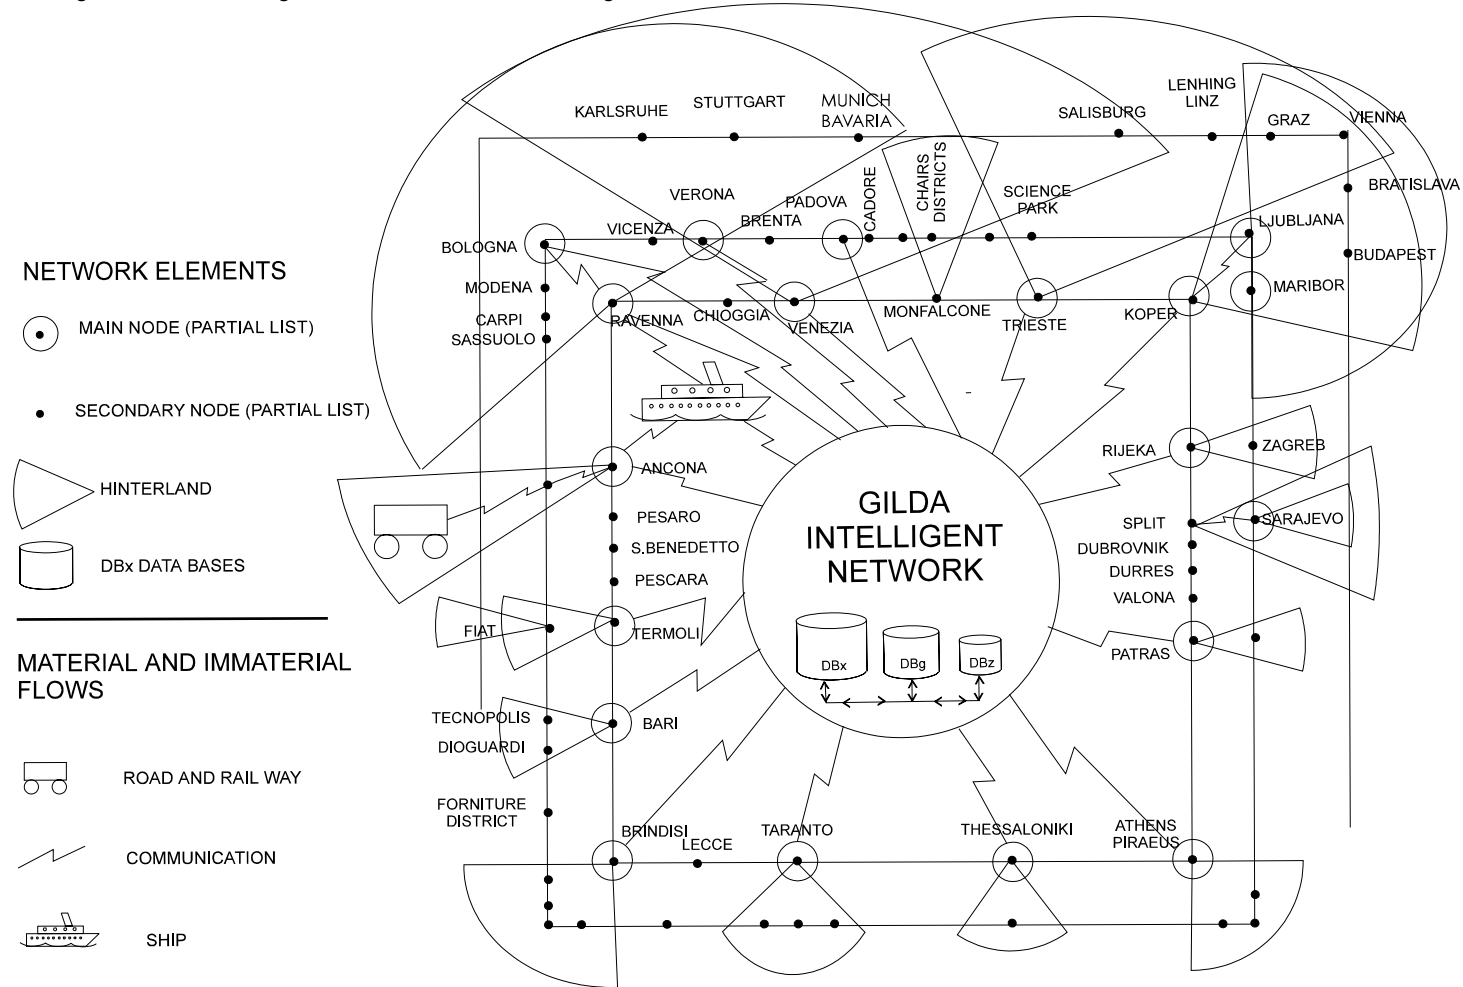 KARLSRUHE
STUTTGART
MUNICH
BAVARIA
SALISBURG
LENHING
LINZ
GRAZ
VIENNA
BRATISLAVA
BUDAPEST
VERONA
PADOVA
CADORE
CHAIRS
DISTRICTS
SCIENCE
PARK
BOLOGNA
VICENZA
BRENTA
LJUBLJANA
MODENA
CARPI
SASSUOLO
RAVENNA
CHIOGGIA
VENEZIA
MONFALCONE
TRIESTE
KOPER
MARIBOR
NETWORK ELEMENTS
MAIN NODE (PARTIAL LIST)
SECONDARY NODE (PARTIAL LIST)
HINTERLAND
DBx DATA BASES
MATERIAL AND IMMATERIAL
FLOWS
ROAD AND RAIL WAY
COMMUNICATION
SHIP
ANCONA
PESARO
S.BENEDETTO
PESCARA
FIAT
TERMOLI
TECNOPOLIS
DIOGUARDI
BARI
FORNITURE
DISTRICT
GILDA
INTELLIGENT
NETWORK
DBx
DBg
DBz
RIJEKA
ZAGREB
SPLIT
SARAJEVO
DUBROVNIK
DURRES
VALONA
PATRAS
BRINDISI
LECCE
TARANTO
THESSALONIKI
ATHENS
PIRAEUS